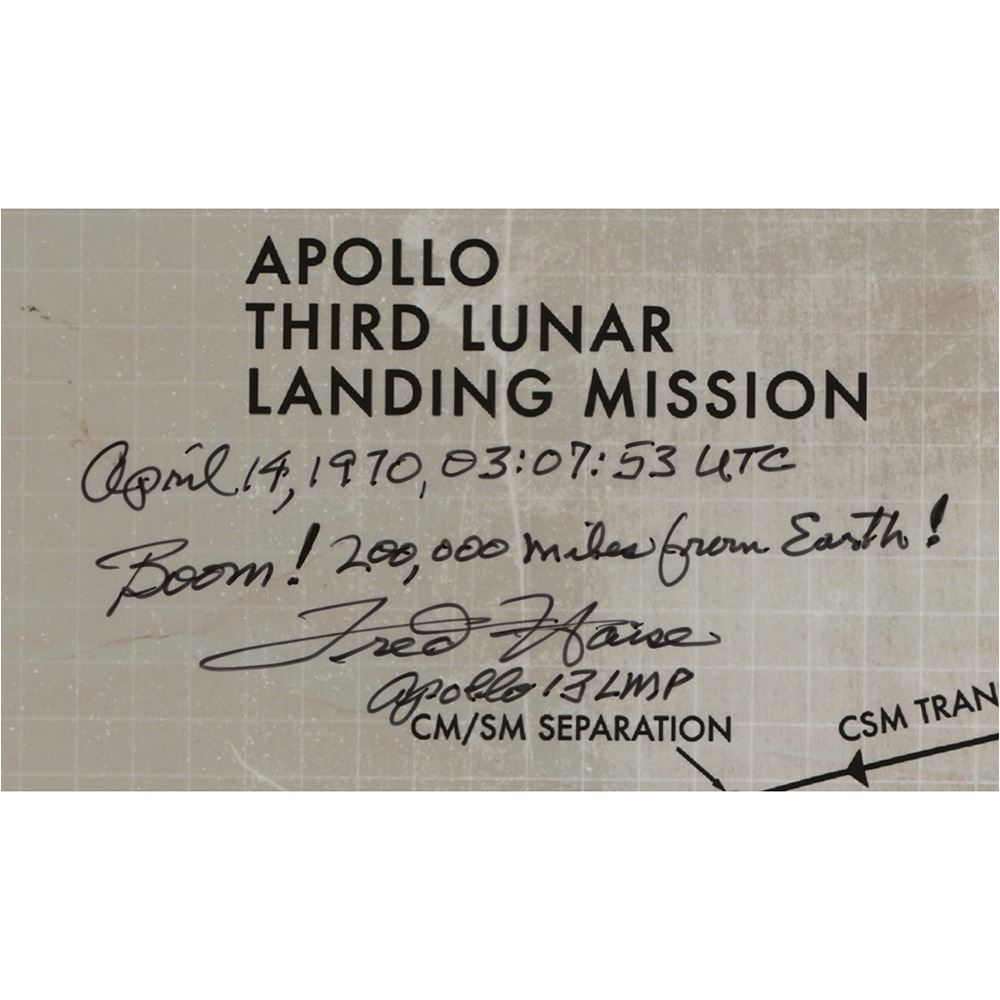 APOLLO
THIRD LUNAR
LANDING MISSION
April 14, 1970, 03:07:53 UTC
Boom! 200,000 miles from Earth!
Fred Haise
Apollo 13 LMP
CM/SM SEPARATION
CSM TRAN